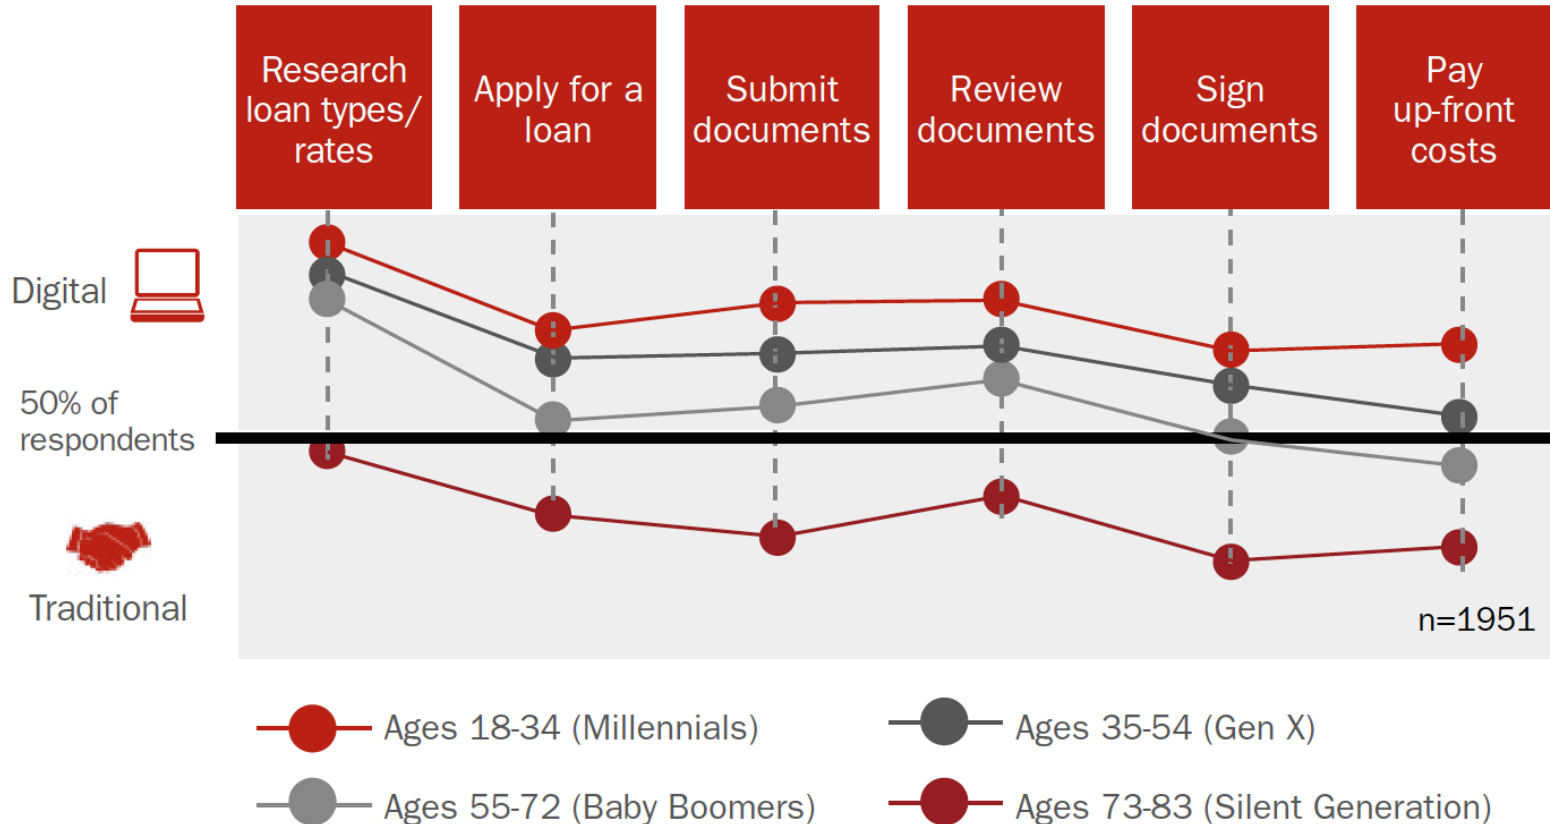 Research
loan types/
rates
Apply for a
loan
Submit
documents
Review
documents
Sign
documents
Pay
up-front
costs
Digital
50% of
respondents
Traditional
n=1951
Ages 18-34 (Millennials)
Ages 35-54 (Gen X)
Ages 55-72 (Baby Boomers)
Ages 73-83 (Silent Generation)